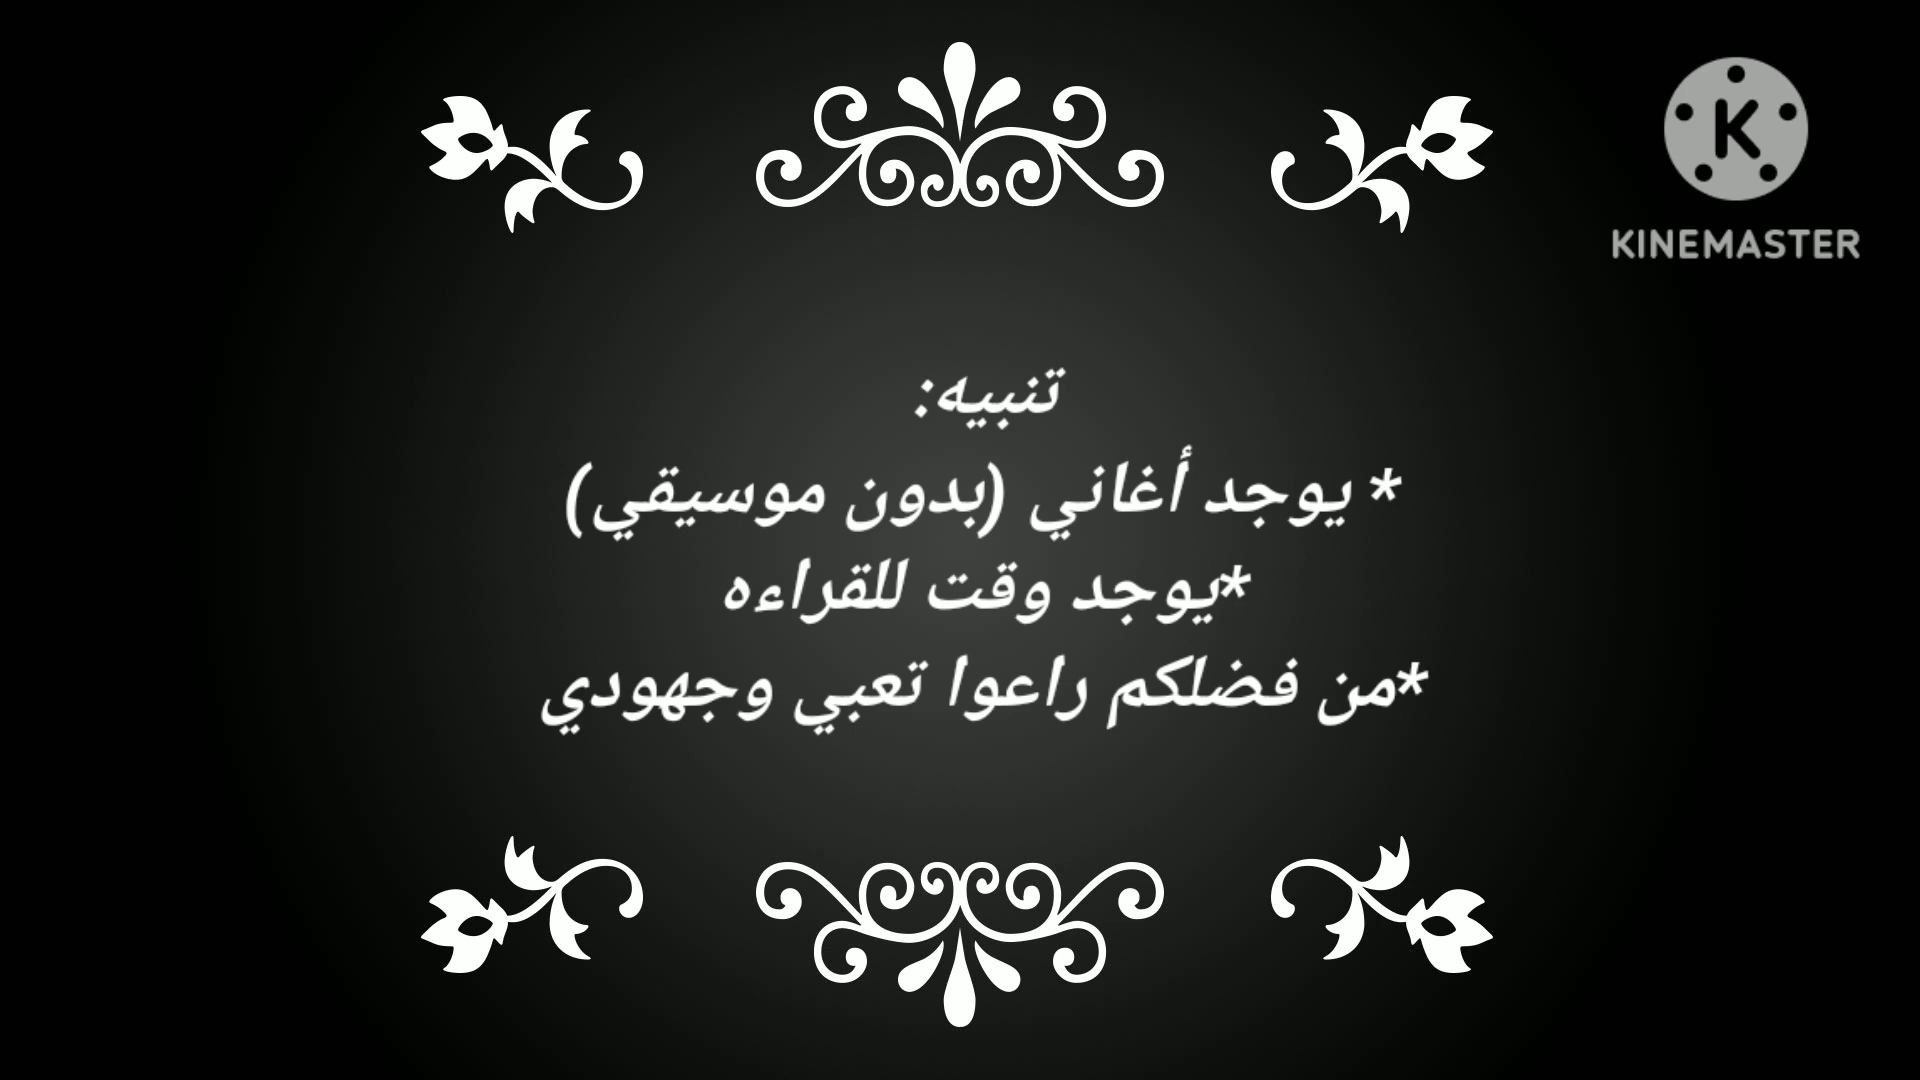 KINEMASTER
تنبيه:
* يوجد أغاني (بدون موسيقي)
*يوجد وقت للقراءه
*من فضلكم راعوا تعبي وجهودي